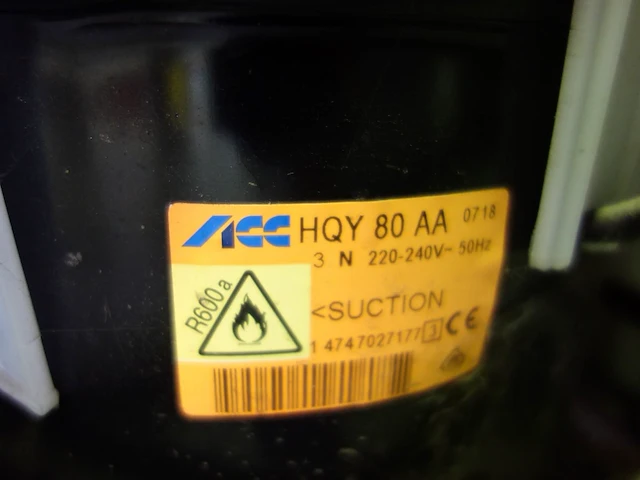 ACC HQY 80 AA 0718
3 N 220-240V~ 50Hz
R600a
<SUCTION
1 4747027177 3 CE